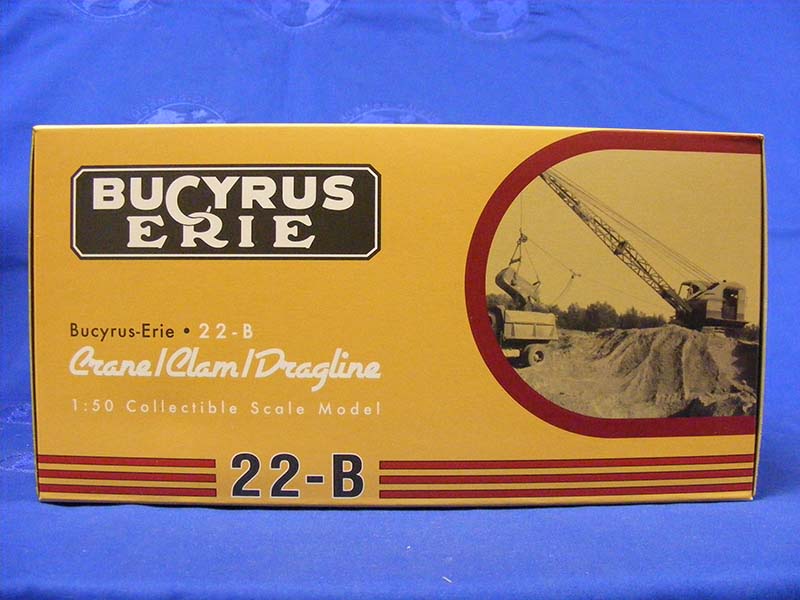 BUCYRUS
ERIE
Bucyrus-Erie • 22-B
Crane/Clam/Dragline
1:50 Collectible Scale Model
22-B